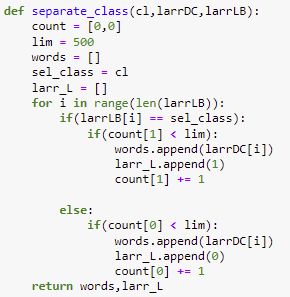 def separate_class(cl,larrDC,larrLB):
    count = [0,0]
    lim = 500
    words = []
    sel_class = cl
    larr_L = []
    for i in range(len(larrLB)):
        if(larrLB[i] == sel_class):
            if(count[1] < lim):
                words.append(larrDC[i])
                larr_L.append(1)
                count[1] += 1

        else:
            if(count[0] < lim):
                words.append(larrDC[i])
                larr_L.append(0)
                count[0] += 1
    return words,larr_L